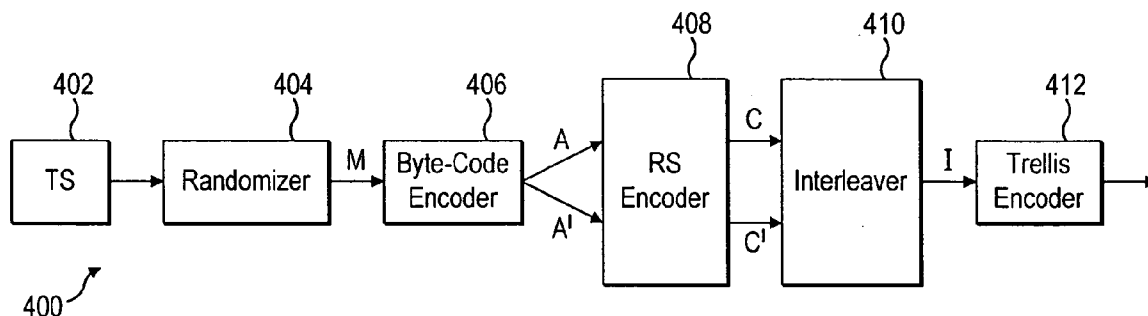 408
410
402
404
406
412
TS
Randomizer
M
Byte-Code
Encoder
A
A'
RS
Encoder
C
C'
Interleaver
I
Trellis
Encoder
400